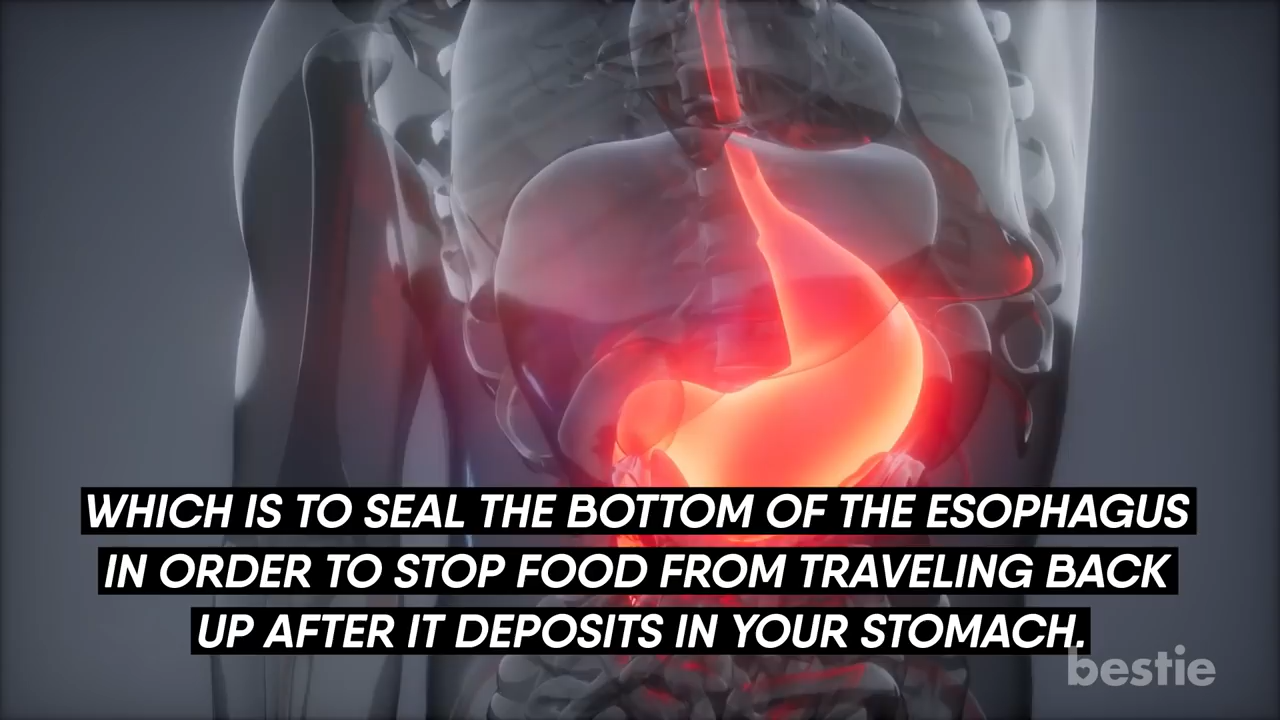 WHICH IS TO SEAL THE BOTTOM OF THE ESOPHAGUS
IN ORDER TO STOP FOOD FROM TRAVELING BACK
UP AFTER IT DEPOSITS IN YOUR STOMACH.
bestie